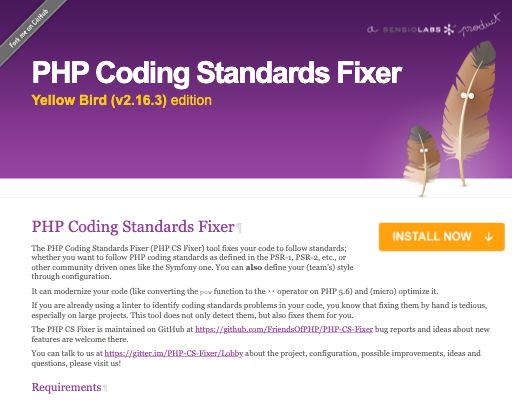 Fork me on GitHub
a SENSIOLABS product
PHP Coding Standards Fixer
Yellow Bird (v2.16.3) edition
PHP Coding Standards Fixer¶
INSTALL NOW ↓
The PHP Coding Standards Fixer (PHP CS Fixer) tool fixes your code to follow standards;
whether you want to follow PHP coding standards as defined in the PSR-1, PSR-2, etc., or
other community driven ones like the Symfony one. You can also define your (team's) style
through configuration.
It can modernize your code (like converting the pow function to the ** operator on PHP 5.6) and (micro) optimize it.
If you are already using a linter to identify coding standards problems in your code, you know that fixing them by hand is tedious,
especially on large projects. This tool does not only detect them, but also fixes them for you.
The PHP CS Fixer is maintained on GitHub at https://github.com/FriendsOfPHP/PHP-CS-Fixer bug reports and ideas about new
features are welcome there.
You can talk to us at https://gitter.im/PHP-CS-Fixer/Lobby about the project, configuration, possible improvements, ideas and
questions, please visit us!
Requirements¶